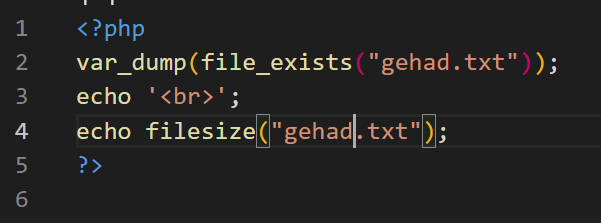 1 <?php
2 var_dump(file_exists("gehad.txt"));
3 echo '<br>';
4 echo filesize("gehad.txt");
5 ?>
6